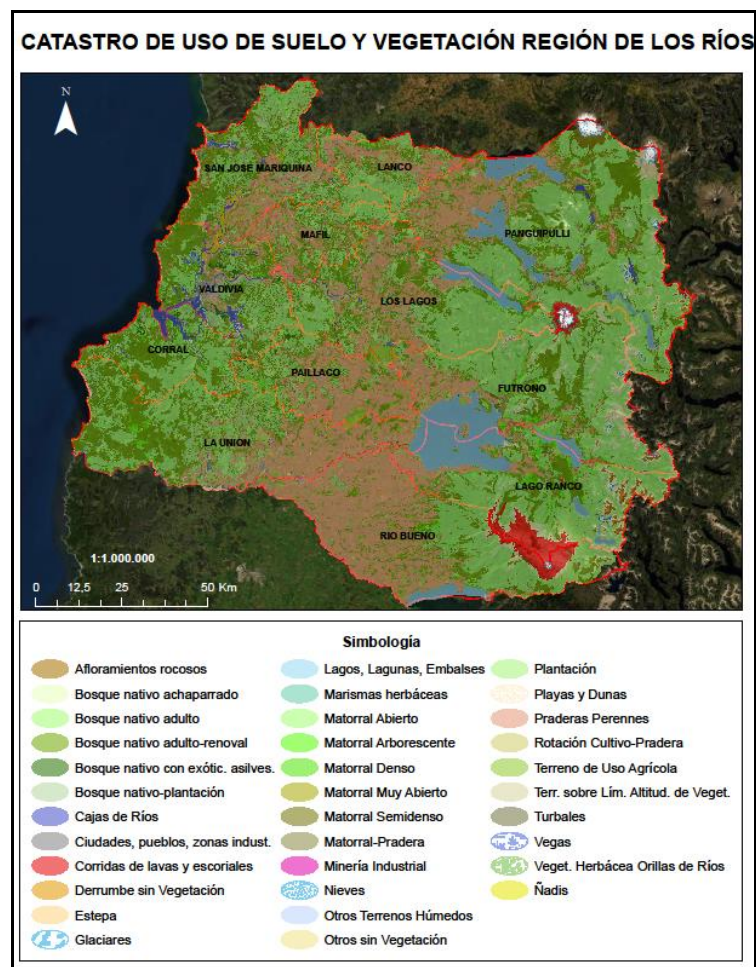 CATASTRO DE USO DE SUELO Y VEGETACIÓN REGIÓN DE LOS RÍOS
N
SAN JOSÉ MARIQUINA
LANCO
MAFIL
PANGUIPULLI
VALDIVIA
LOS LAGOS
CORRAL
PAILLACO
FUTRONO
LA UNION
LAGO RANCO
RIO BUENO
1:1.000.000
0 12,5 25 50 Km
Simbología
Afloramientos rocosos
Bosque nativo achaparrado
Bosque nativo adulto
Bosque nativo adulto-renoval
Bosque nativo con exótic. asilves.
Bosque nativo-plantación
Cajas de Ríos
Ciudades, pueblos, zonas indust.
Corridas de lavas y escoriales
Derrumbe sin Vegetación
Estepa
Glaciares
Lagos, Lagunas, Embalses
Marismas herbáceas
Matorral Abierto
Matorral Arborescente
Matorral Denso
Matorral Muy Abierto
Matorral Semidenso
Matorral-Pradera
Minería Industrial
Nieves
Otros Terrenos Húmedos
Otros sin Vegetación
Plantación
Playas y Dunas
Praderas Perennes
Rotación Cultivo-Pradera
Terreno de Uso Agrícola
Terr. sobre Lím. Altitud. de Veget.
Turbales
Vegas
Veget. Herbácea Orillas de Ríos
Ñadis